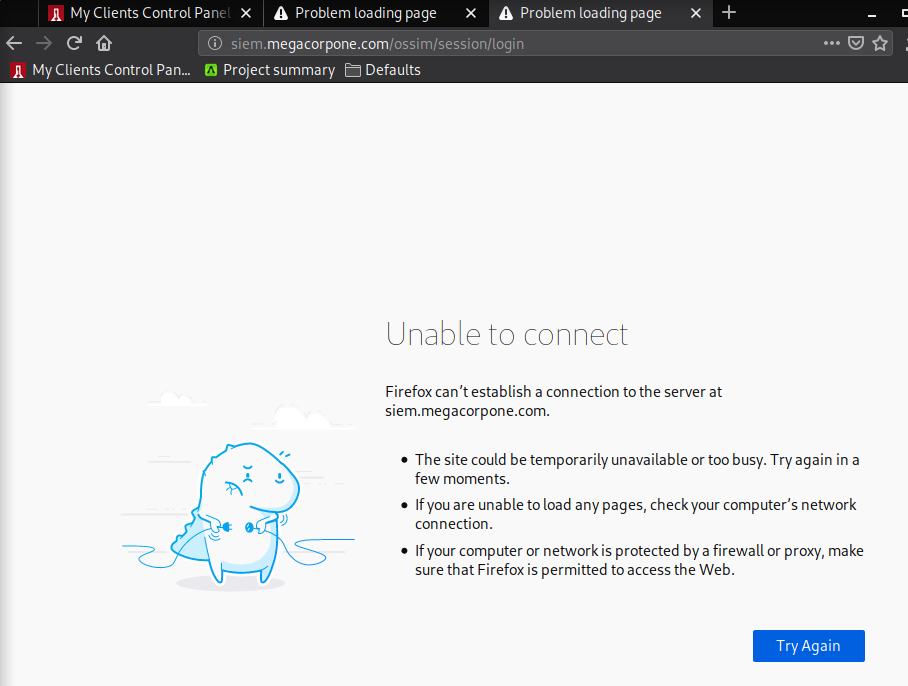 My Clients Control Panel
Problem loading page
Problem loading page
siem.megacorpone.com/ossim/session/login
My Clients Control Pan...
Project summary
Defaults
Unable to connect
Firefox can’t establish a connection to the server at
siem.megacorpone.com.
• The site could be temporarily unavailable or too busy. Try again in a
few moments.
• If you are unable to load any pages, check your computer’s network
connection.
• If your computer or network is protected by a firewall or proxy, make
sure that Firefox is permitted to access the Web.
Try Again